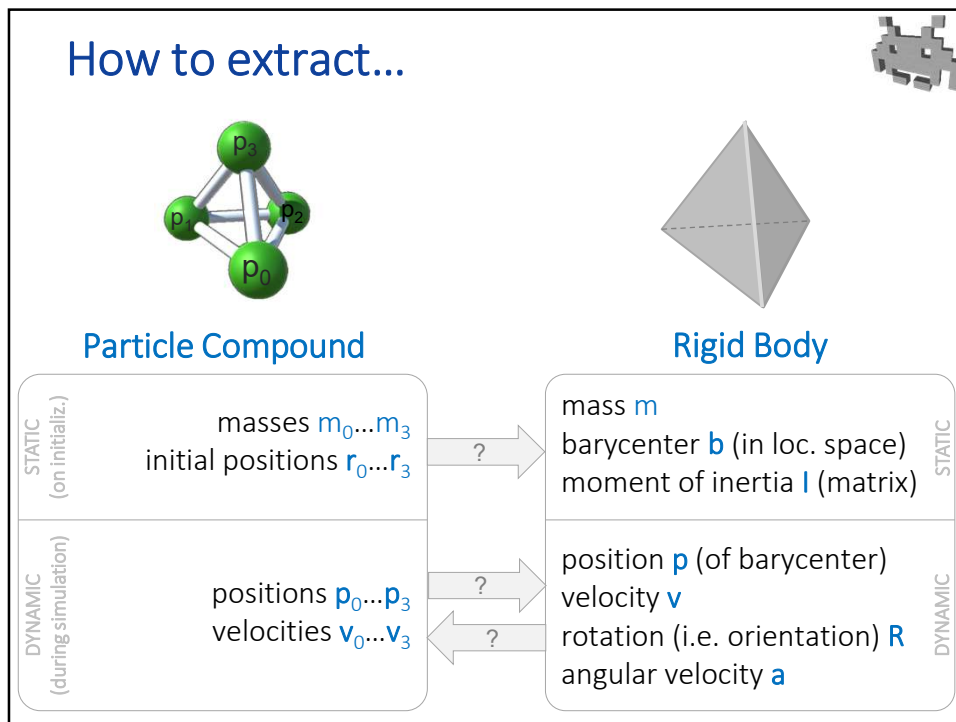 How to extract...
p₃
p₁
p₂
p₀
Particle Compound
Rigid Body
STATIC
(on initializ.)
masses m₀...m₃
initial positions r₀...r₃
?
mass m
barycenter b (in loc. space)
moment of inertia I (matrix)
STATIC
DYNAMIC
(during simulation)
positions p₀...p₃
velocities v₀...v₃
?
?
position p (of barycenter)
velocity v
rotation (i.e. orientation) R
angular velocity a
DYNAMIC